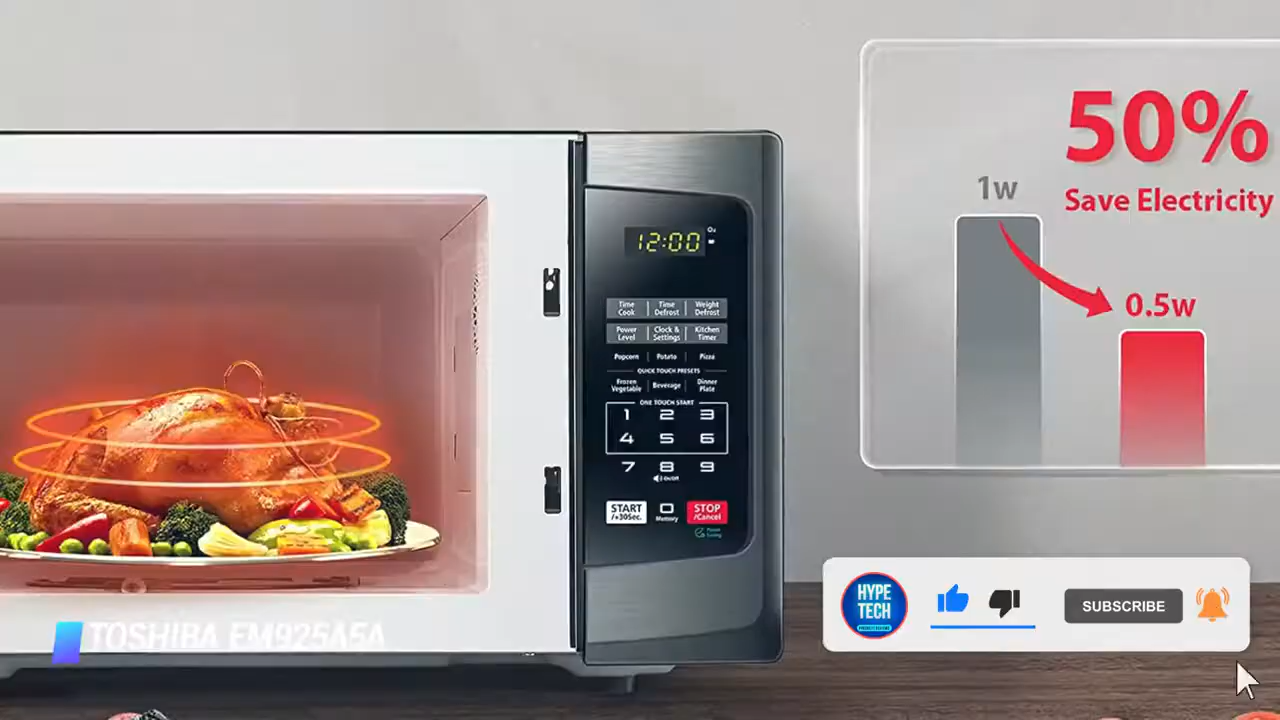 50%
Save Electricity
1w
0.5w
12:00
Time Cook | Time Defrost | Weight Defrost
Power Level | Clock & Settings | Kitchen Timer
Popcorn | Potato | Pizza
QUICK TOUCH PRESETS
Frozen Vegetable | Beverage | Dinner Plate
ONE TOUCH START
1 2 3
4 5 6
7 8 9
On/Off
START /+30Sec.
Memory
STOP /Cancel
TOSHIBA EM925A5A
HYPE
TECH
SUBSCRIBE